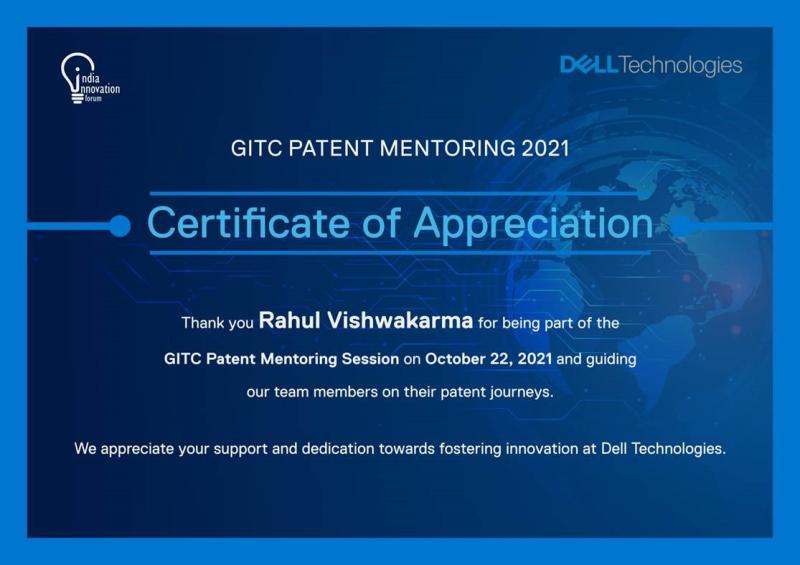 india
innovation
forum
DELL Technologies
GITC PATENT MENTORING 2021
Certificate of Appreciation
Thank you Rahul Vishwakarma for being part of the
GITC Patent Mentoring Session on October 22, 2021 and guiding
our team members on their patent journeys.
We appreciate your support and dedication towards fostering innovation at Dell Technologies.